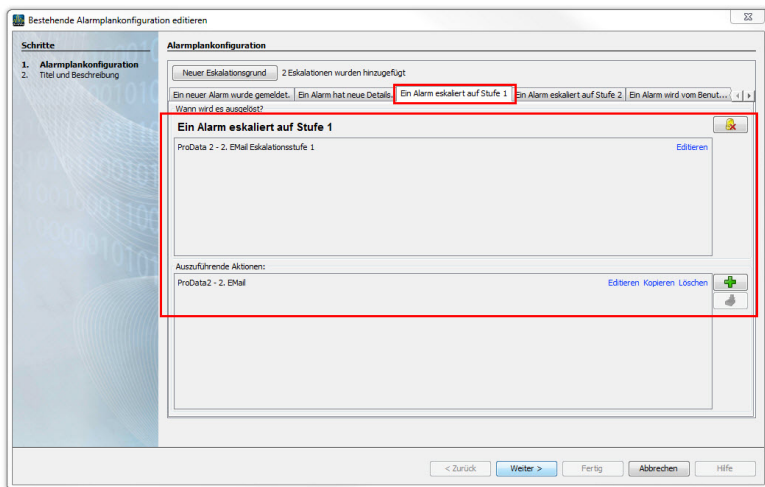 Bestehende Alarmplankonfiguration editieren
Schritte
1. Alarmplankonfiguration
2. Titel und Beschreibung
Alarmplankonfiguration
Neuer Eskalationsgrund 2 Eskalationen wurden hinzugefügt
Ein neuer Alarm wurde gemeldet. Ein Alarm hat neue Details. Ein Alarm eskaliert auf Stufe 1 Ein Alarm eskaliert auf Stufe 2 Ein Alarm wird vom Benut...
Wann wird es ausgelöst?
Ein Alarm eskaliert auf Stufe 1
ProData 2 - 2. EMail Eskalationsstufe 1 Editieren
Auszuführende Aktionen:
ProData2 - 2. EMail Editieren Kopieren Löschen
< Zurück Weiter > Fertig Abbrechen Hilfe